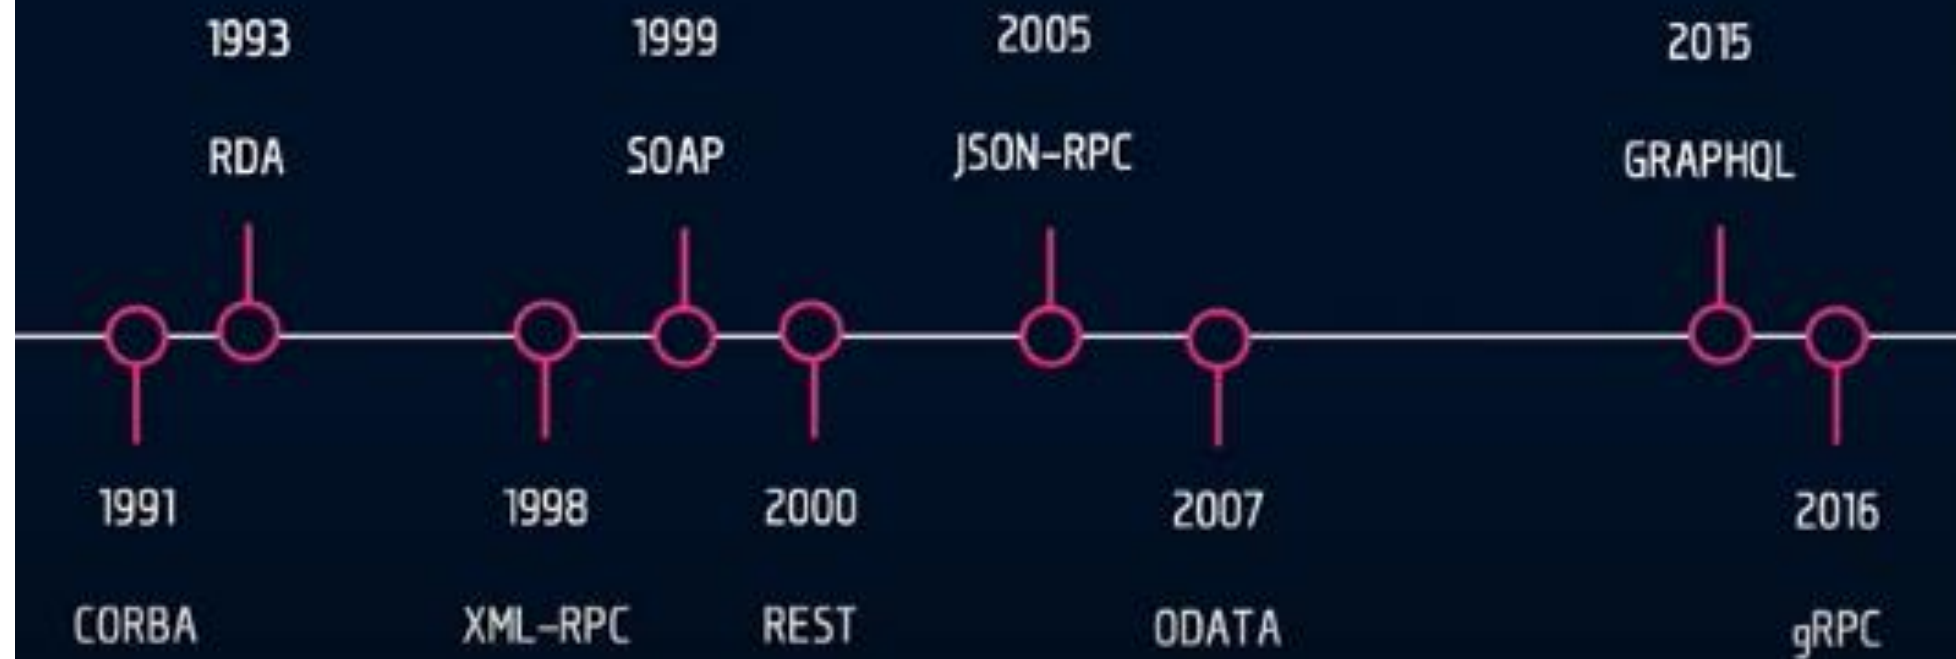 1993
1999
2005
2015
RDA
SOAP
JSON-RPC
GRAPHQL
1991
1998
2000
2007
2016
CORBA
XML-RPC
REST
ODATA
gRPC